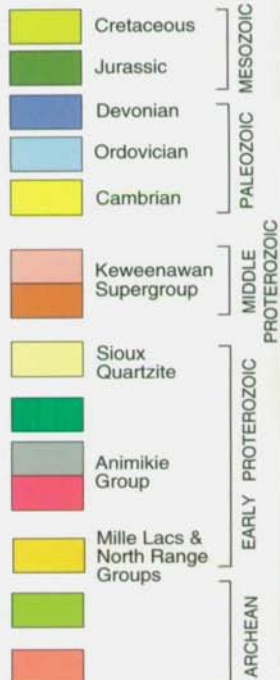 Cretaceous
Jurassic
MESOZOIC
Devonian
Ordovician
Cambrian
PALEOZOIC
Keweenawan
Supergroup
MIDDLE
PROTEROZOIC
Sioux
Quartzite
Animikie
Group
Mille Lacs &
North Range
Groups
EARLY PROTEROZOIC
ARCHEAN